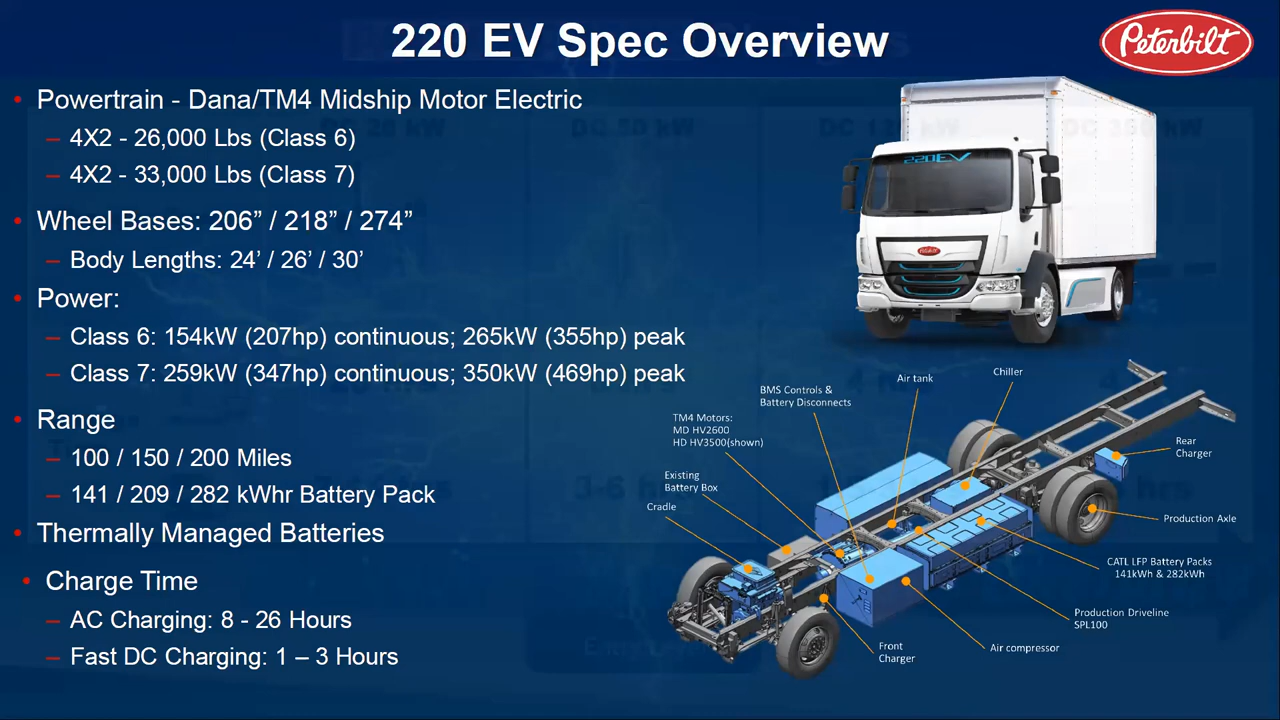 220 EV Spec Overview
Peterbilt
• Powertrain - Dana/TM4 Midship Motor Electric
– 4X2 - 26,000 Lbs (Class 6)
– 4X2 - 33,000 Lbs (Class 7)
• Wheel Bases: 206” / 218” / 274”
– Body Lengths: 24’ / 26’ / 30’
• Power:
– Class 6: 154kW (207hp) continuous; 265kW (355hp) peak
– Class 7: 259kW (347hp) continuous; 350kW (469hp) peak
• Range
– 100 / 150 / 200 Miles
– 141 / 209 / 282 kWhr Battery Pack
• Thermally Managed Batteries
• Charge Time
– AC Charging: 8 - 26 Hours
– Fast DC Charging: 1 – 3 Hours
220EV
Peterbilt
Chiller
Air tank
BMS Controls &
Battery Disconnects
TM4 Motors:
MD HV2600
HD HV3500(shown)
Existing
Battery Box
Cradle
Rear
Charger
Production Axle
CATL LFP Battery Packs
141kWh & 282kWh
Production Driveline
SPL100
Air compressor
Front
Charger